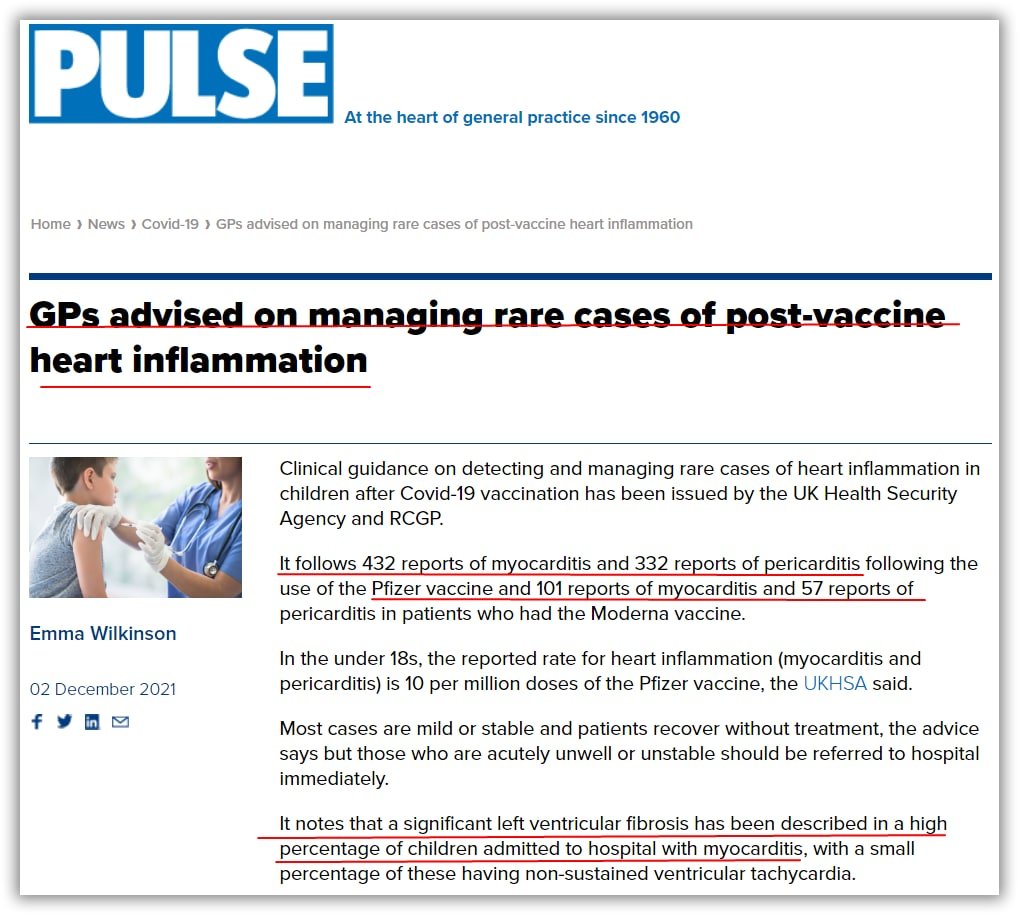 PULSE
At the heart of general practice since 1960
Home › News › Covid-19 › GPs advised on managing rare cases of post-vaccine heart inflammation
GPs advised on managing rare cases of post-vaccine
heart inflammation
Clinical guidance on detecting and managing rare cases of heart inflammation in
children after Covid-19 vaccination has been issued by the UK Health Security
Agency and RCGP.
It follows 432 reports of myocarditis and 332 reports of pericarditis following the
use of the Pfizer vaccine and 101 reports of myocarditis and 57 reports of
pericarditis in patients who had the Moderna vaccine.
In the under 18s, the reported rate for heart inflammation (myocarditis and
pericarditis) is 10 per million doses of the Pfizer vaccine, the UKHSA said.
Most cases are mild or stable and patients recover without treatment, the advice
says but those who are acutely unwell or unstable should be referred to hospital
immediately.
It notes that a significant left ventricular fibrosis has been described in a high
percentage of children admitted to hospital with myocarditis, with a small
percentage of these having non-sustained ventricular tachycardia.
Emma Wilkinson
02 December 2021